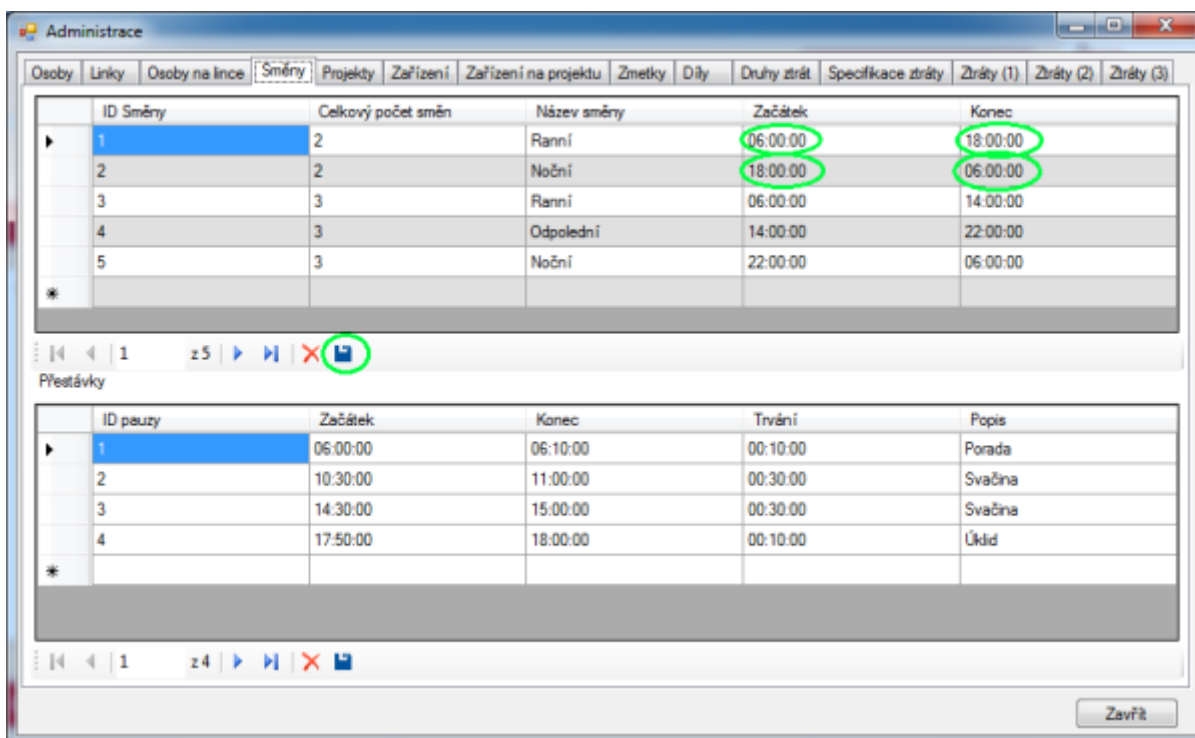 Administrace
Osoby Linky Osoby na lince Směny Projekty Zařízení Zařízení na projektu Zmetky Díly Druhy ztrát Specifikace ztráty Ztráty (1) Ztráty (2) Ztráty (3)
ID Směny Celkový počet směn Název směny Začátek Konec
1 2 Ranní 06:00:00 18:00:00
2 2 Noční 18:00:00 06:00:00
3 3 Ranní 06:00:00 14:00:00
4 3 Odpolední 14:00:00 22:00:00
5 3 Noční 22:00:00 06:00:00
1 z 5
Přestávky
ID pauzy Začátek Konec Trvání Popis
1 06:00:00 06:10:00 00:10:00 Porada
2 10:30:00 11:00:00 00:30:00 Svačina
3 14:30:00 15:00:00 00:30:00 Svačina
4 17:50:00 18:00:00 00:10:00 Úklid
1 z 4
Zavřít